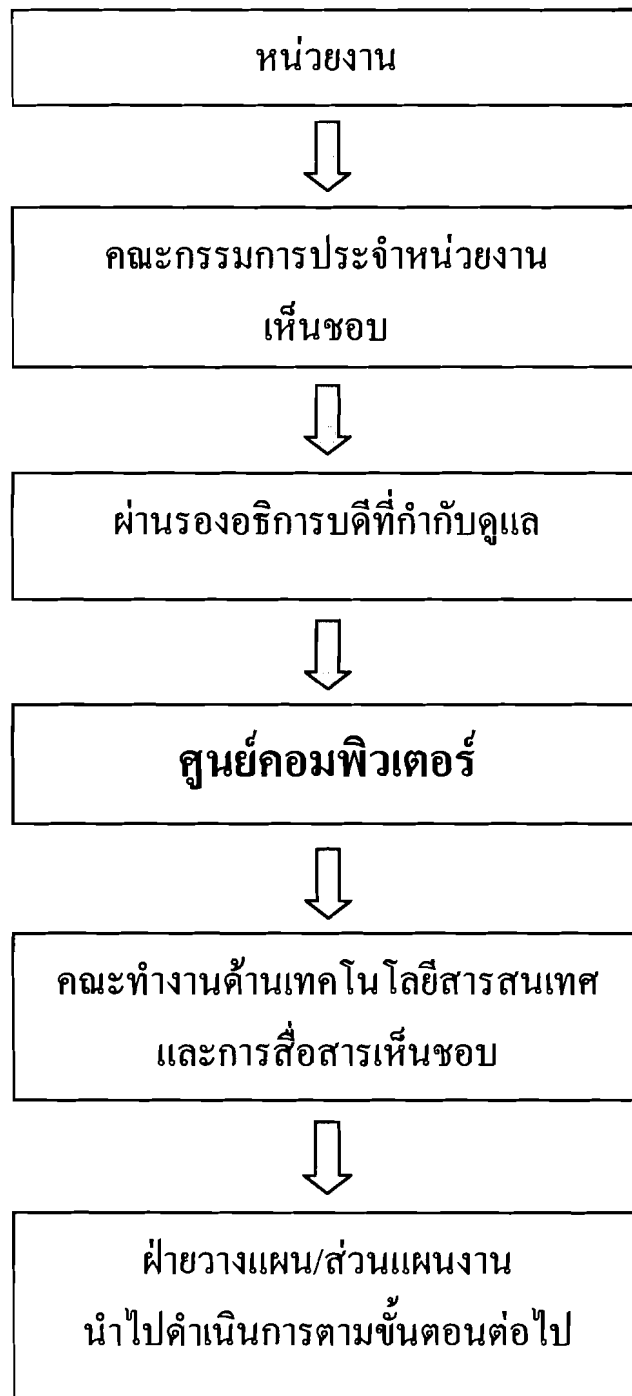 หน่วยงาน
คณะกรรมการประจำหน่วยงาน
เห็นชอบ
ผ่านรองอธิการบดีที่กำกับดูแล
ศูนย์คอมพิวเตอร์
คณะทำงานด้านเทคโนโลยีสารสนเทศ
และการสื่อสารเห็นชอบ
ฝ่ายวางแผน/ส่วนแผนงาน
นำไปดำเนินการตามขั้นตอนต่อไป